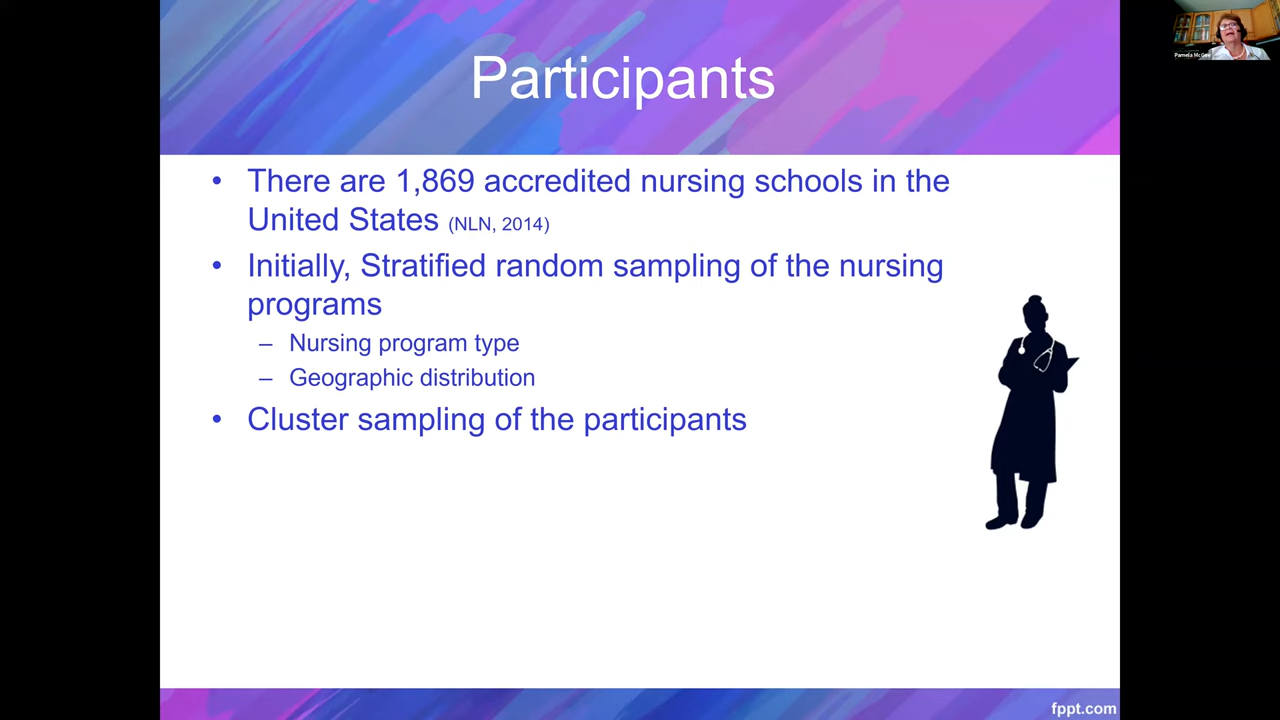 Participants
• There are 1,869 accredited nursing schools in the
United States (NLN, 2014)
• Initially, Stratified random sampling of the nursing
programs
– Nursing program type
– Geographic distribution
• Cluster sampling of the participants
fppt.com
Pamela